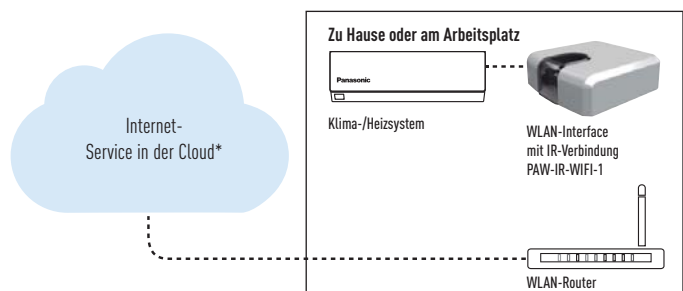 Zu Hause oder am Arbeitsplatz
Panasonic
Klima-/Heizsystem
WLAN-Interface
mit IR-Verbindung
PAW-IR-WIFI-1
Internet-
Service in der Cloud*
WLAN-Router